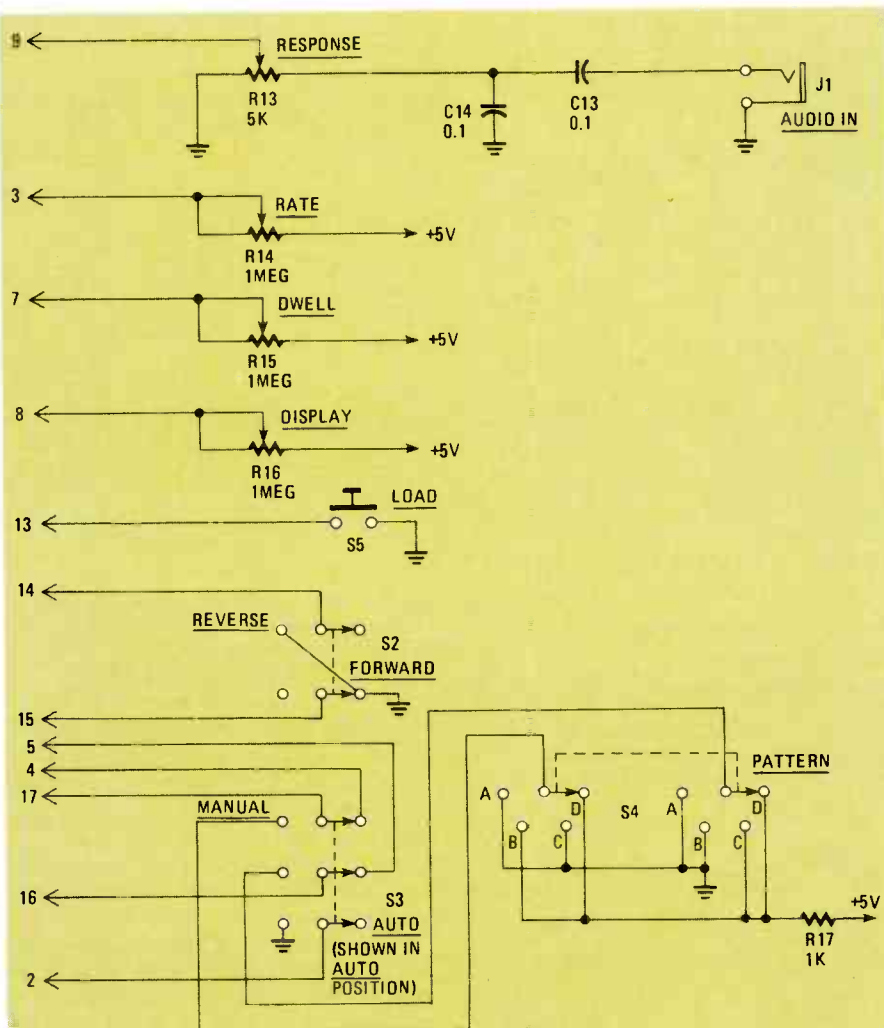 9
RESPONSE
R13
5K
C14
0.1
C13
0.1
J1
AUDIO IN
3
RATE
+5V
R14
1MEG
7
DWELL
+5V
R15
1MEG
8
DISPLAY
+5V
R16
1MEG
13
LOAD
S5
14
REVERSE
S2
FORWARD
15
5
4
17
MANUAL
16
S3
AUTO
(SHOWN IN
AUTO
POSITION)
2
PATTERN
A
D
S4
A
D
B
C
B
C
+5V
R17
1K